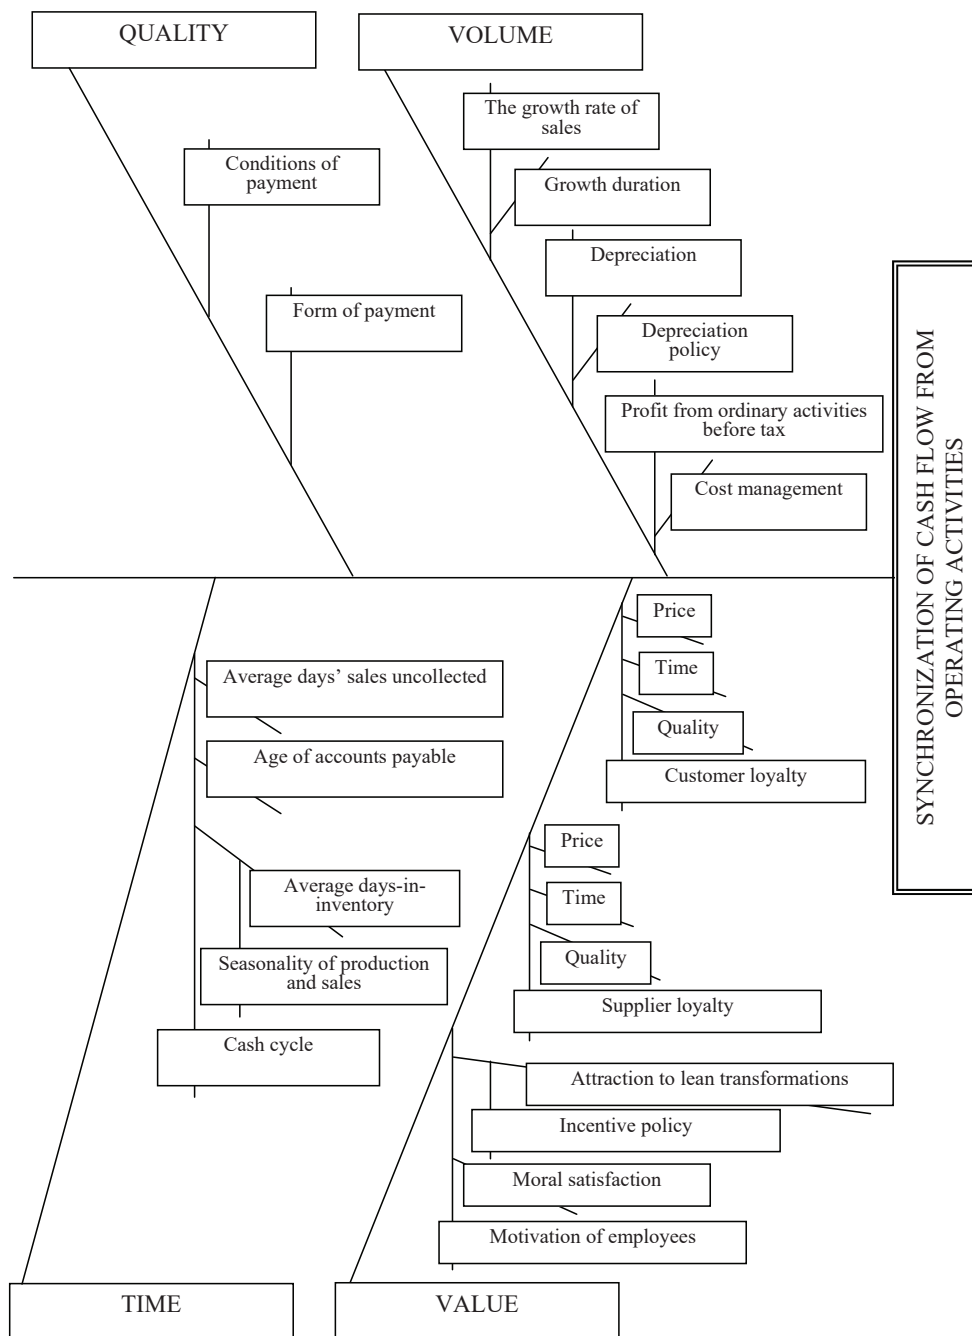 QUALITY
VOLUME
The growth rate of
sales
Conditions of
payment
Growth duration
Depreciation
Form of payment
Depreciation
policy
Profit from ordinary activities
before tax
Cost management
SYNCHRONIZATION OF CASH FLOW FROM
OPERATING ACTIVITIES
Average days’ sales uncollected
Age of accounts payable
Average days-in-
inventory
Seasonality of production
and sales
Cash cycle
Price
Time
Quality
Customer loyalty
Price
Time
Quality
Supplier loyalty
Attraction to lean transformations
Incentive policy
Moral satisfaction
Motivation of employees
TIME
VALUE